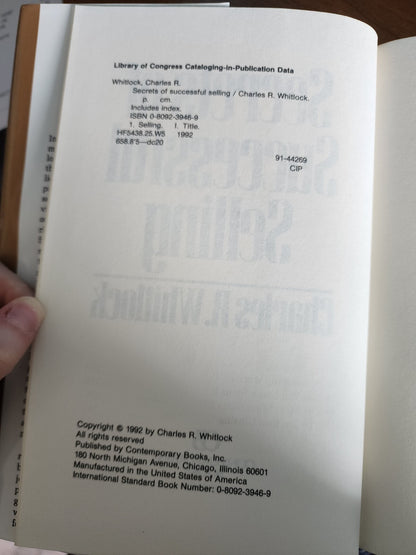 Library of Congress Cataloging-in-Publication Data
Whitlock, Charles R.
Secrets of successful selling / Charles R. Whitlock.
p. cm.
Includes index.
ISBN 0-8092-3946-9
1. Selling. I. Title.
HF5438.25.W5 1992
658.8'5—dc20
91-44269
CIP
Copyright © 1992 by Charles R. Whitlock
All rights reserved
Published by Contemporary Books, Inc.
180 North Michigan Avenue, Chicago, Illinois 60601
Manufactured in the United States of America
International Standard Book Number: 0-8092-3946-9